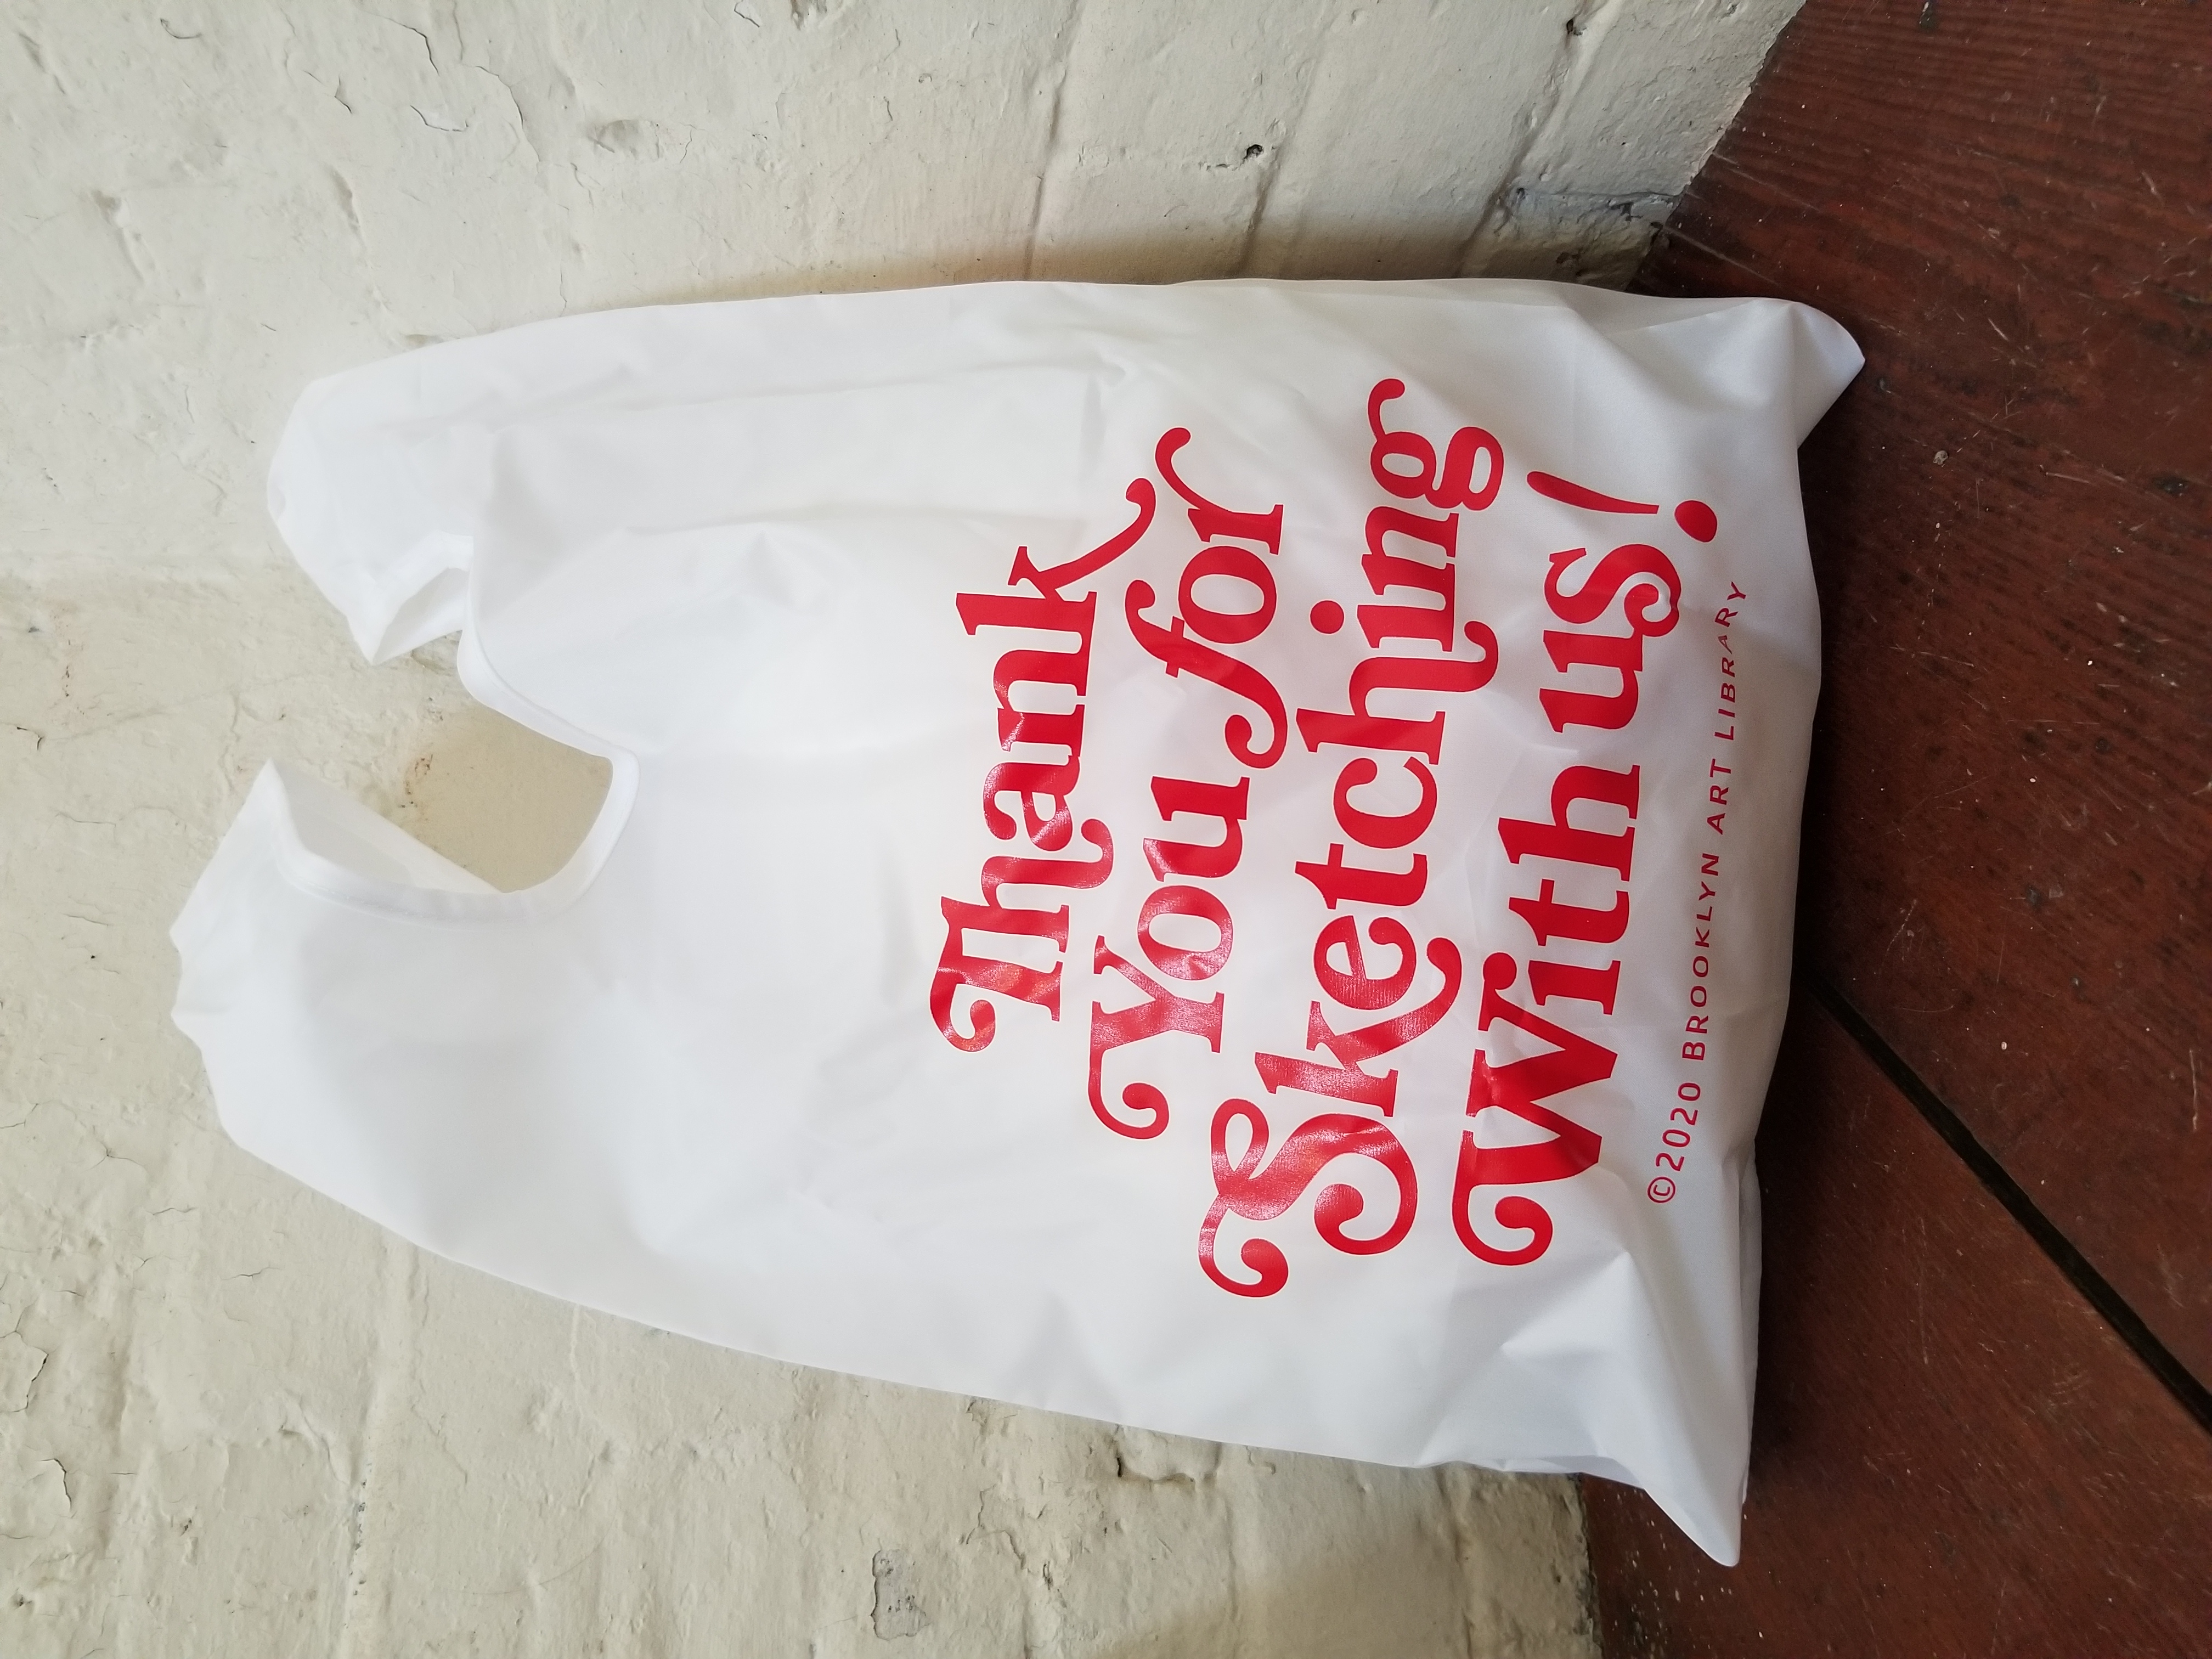 Thank
You for
Sketching
With us!
©2020 BROOKLYN ART LIBRARY